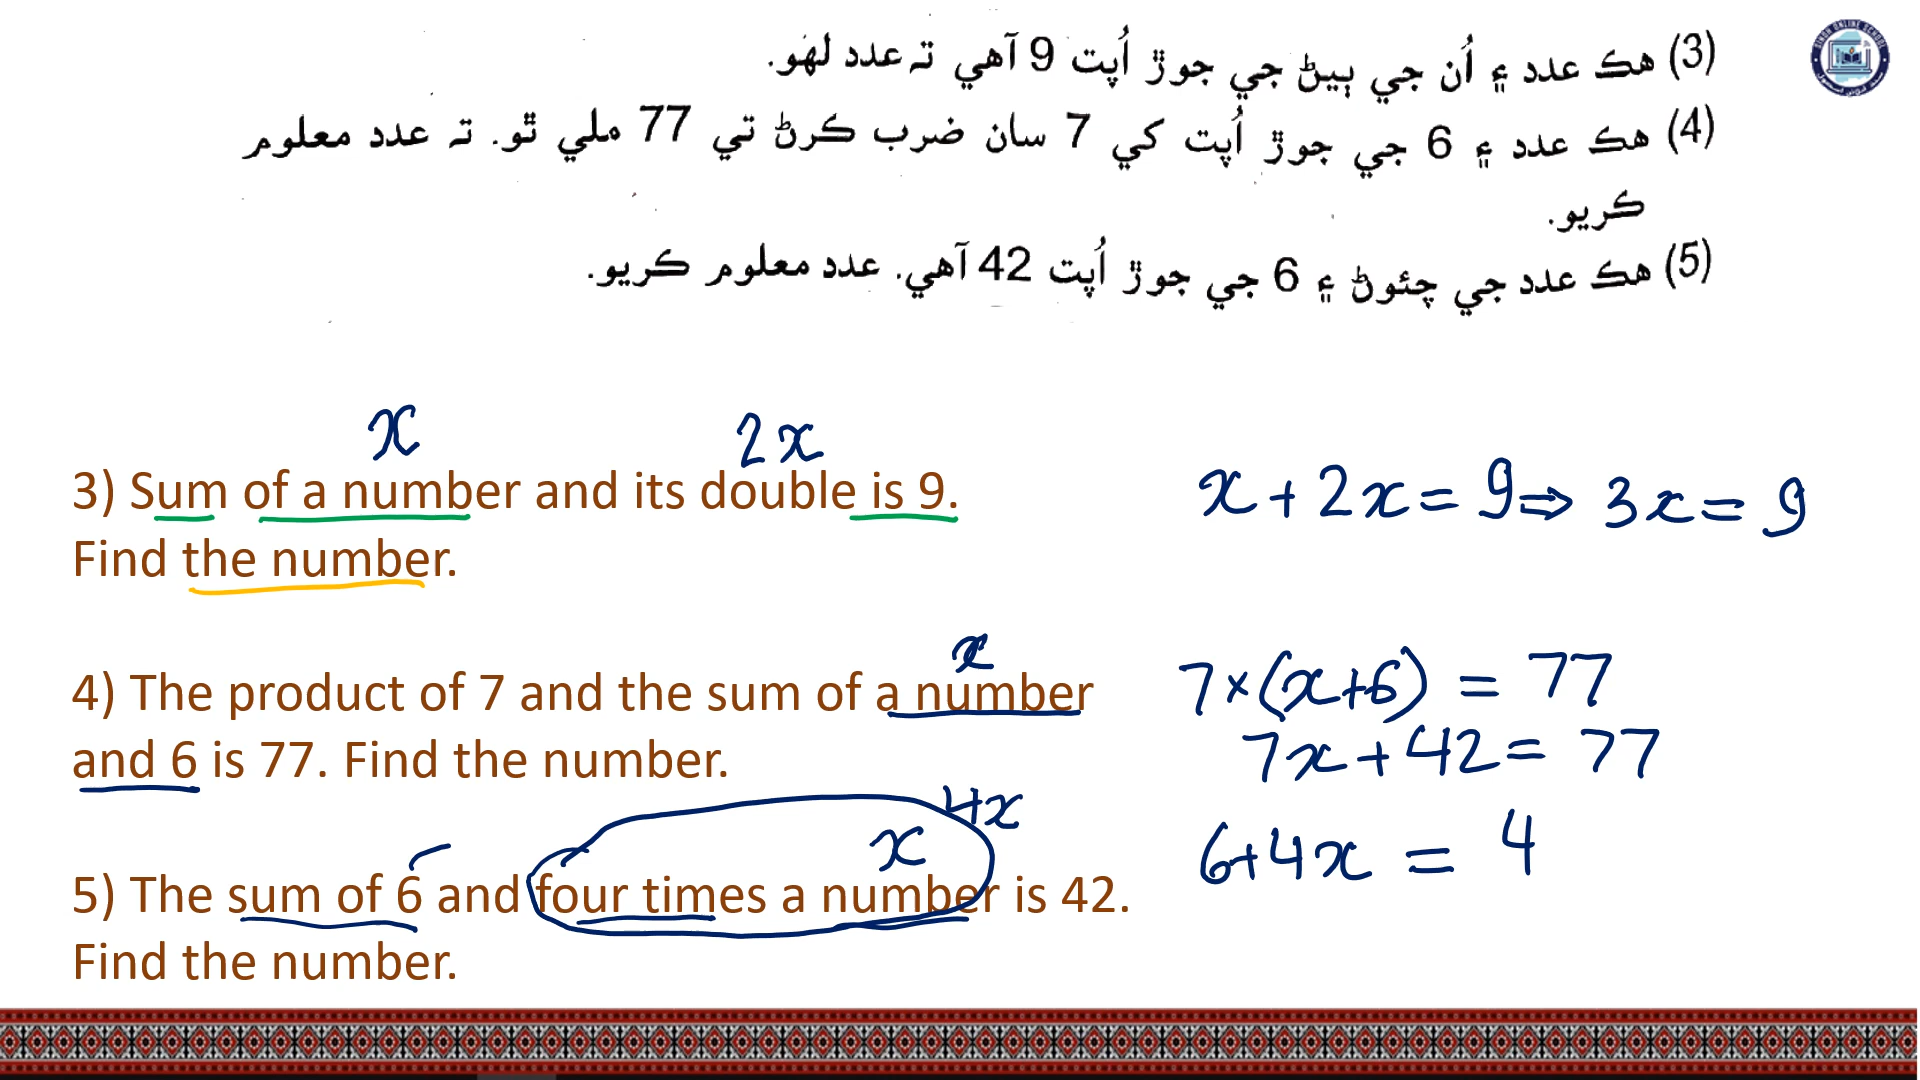 (3) هڪ عدد ۽ اُن جي ٻيڻ جي جوڙ اُپت 9 آهي تہ عدد لهو.
(4) هڪ عدد ۽ 6 جي جوڙ اُپت کي 7 سان ضرب ڪرڻ تي 77 ملي ٿو. تہ عدد معلوم
ڪريو.
(5) هڪ عدد جي چئوڻ ۽ 6 جي جوڙ اُپت 42 آهي. عدد معلوم ڪريو.
x 2x
3) Sum of a number and its double is 9.
x + 2x = 9 ⇒ 3x = 9
Find the number.
x
4) The product of 7 and the sum of a number
7×(x+6) = 77
and 6 is 77. Find the number.
7x + 42 = 77
x 4x
5) The sum of 6 and four times a number is 42.
6+4x = 4
Find the number.